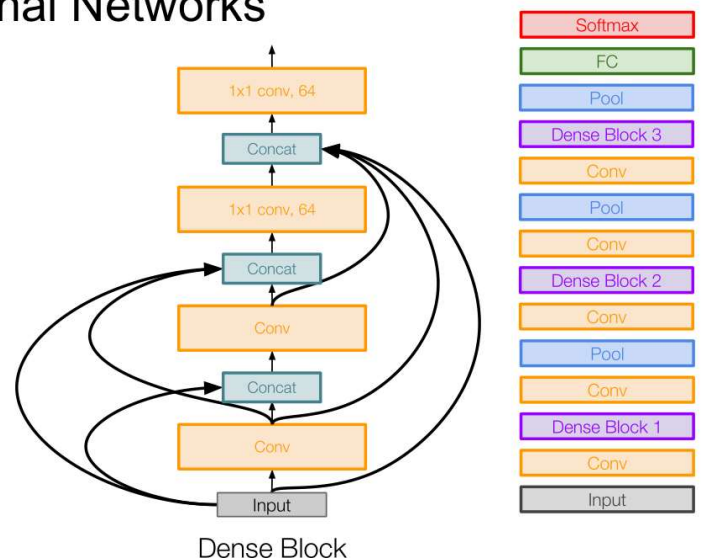 nal Networks
1x1 conv, 64
Concat
1x1 conv, 64
Concat
Conv
Concat
Conv
Input
Dense Block
Softmax
FC
Pool
Dense Block 3
Conv
Pool
Conv
Dense Block 2
Conv
Pool
Conv
Dense Block 1
Conv
Input